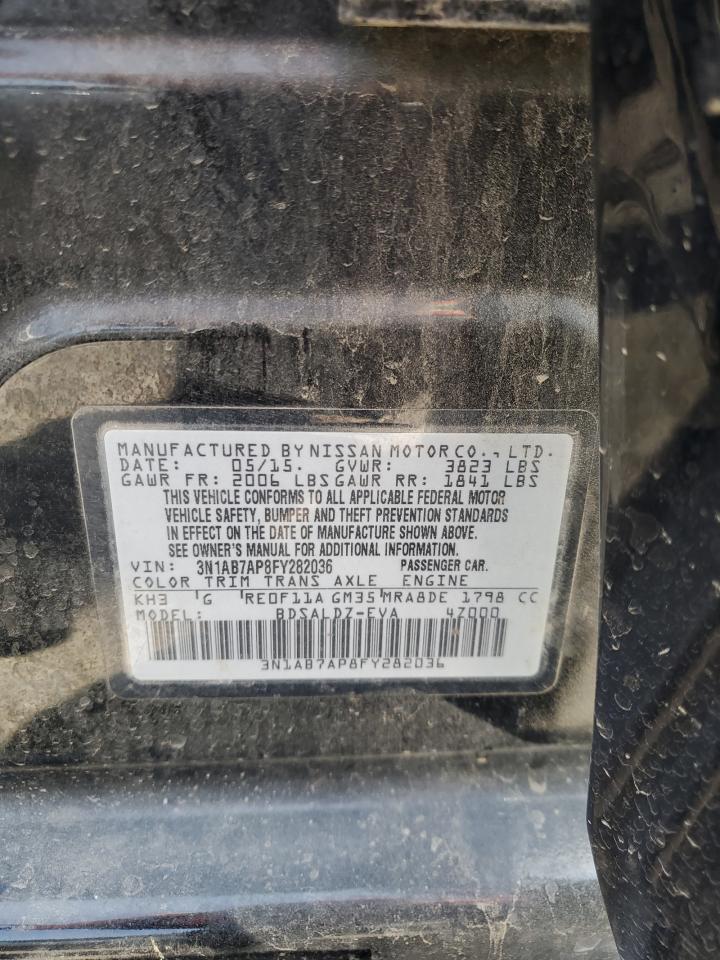 MANUFACTURED BY NISSAN MOTOR CO., LTD.
DATE: 05/15. GVWR: 3823 LBS
GAWR FR: 2006 LBS GAWR RR: 1841 LBS
THIS VEHICLE CONFORMS TO ALL APPLICABLE FEDERAL MOTOR
VEHICLE SAFETY, BUMPER AND THEFT PREVENTION STANDARDS
IN EFFECT ON THE DATE OF MANUFACTURE SHOWN ABOVE.
SEE OWNER'S MANUAL FOR ADDITIONAL INFORMATION.
VIN: 3N1AB7AP8FY282036 PASSENGER CAR.
COLOR TRIM TRANS AXLE ENGINE
KH3 G RE0F11A GM35 MRA8DE 1798 CC
MODEL: BDSALDZ-EVA 4Z000
3N1AB7AP8FY282036